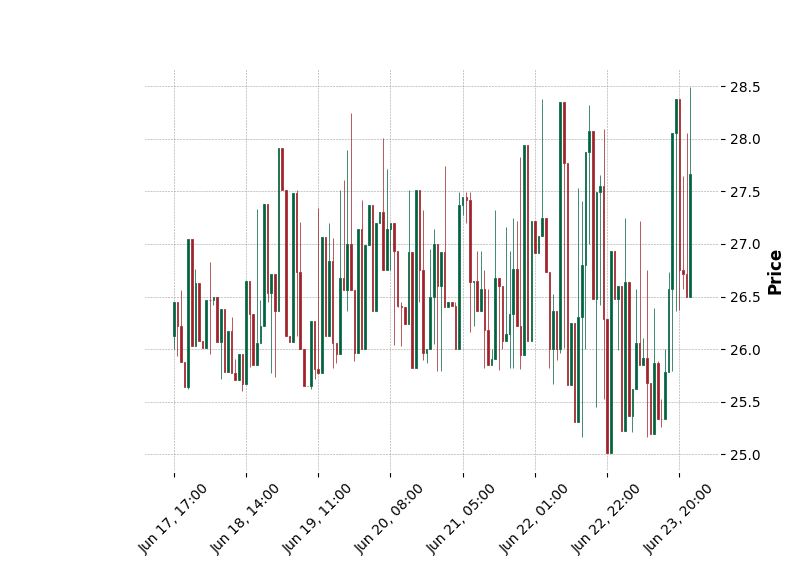 28.5
28.0
27.5
27.0
26.5
26.0
25.5
25.0
Price
Jun 17, 17:00
Jun 18, 14:00
Jun 19, 11:00
Jun 20, 08:00
Jun 21, 05:00
Jun 22, 01:00
Jun 22, 22:00
Jun 23, 20:00